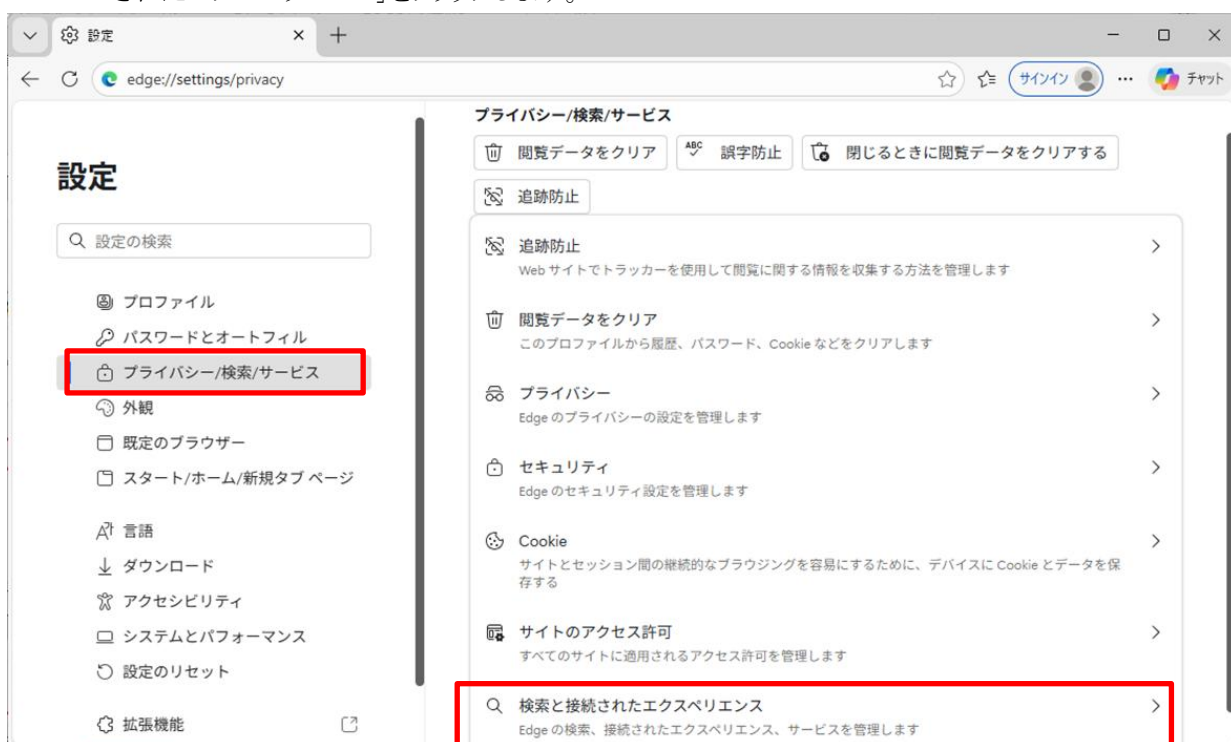 設定
edge://settings/privacy
サインイン
チャット
設定
設定の検索
プロファイル
パスワードとオートフィル
プライバシー/検索/サービス
外観
既定のブラウザー
スタート/ホーム/新規タブ ページ
言語
ダウンロード
アクセシビリティ
システムとパフォーマンス
設定のリセット
拡張機能
プライバシー/検索/サービス
閲覧データをクリア
ABC 誤字防止
閉じるときに閲覧データをクリアする
追跡防止
追跡防止
Web サイトでトラッカーを使用して閲覧に関する情報を収集する方法を管理します
閲覧データをクリア
このプロファイルから履歴、パスワード、Cookie などをクリアします
プライバシー
Edge のプライバシーの設定を管理します
セキュリティ
Edge のセキュリティ設定を管理します
Cookie
サイトとセッション間の継続的なブラウジングを容易にするために、デバイスに Cookie とデータを保
存する
サイトのアクセス許可
すべてのサイトに適用されるアクセス許可を管理します
検索と接続されたエクスペリエンス
Edge の検索、接続されたエクスペリエンス、サービスを管理します